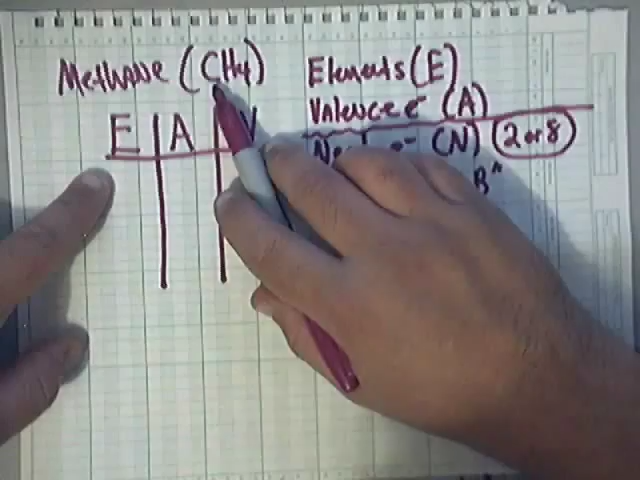 Methane (CH4)
E A
Elements (E)
Valence e- (A)
e- (N) 2 or 8
B"